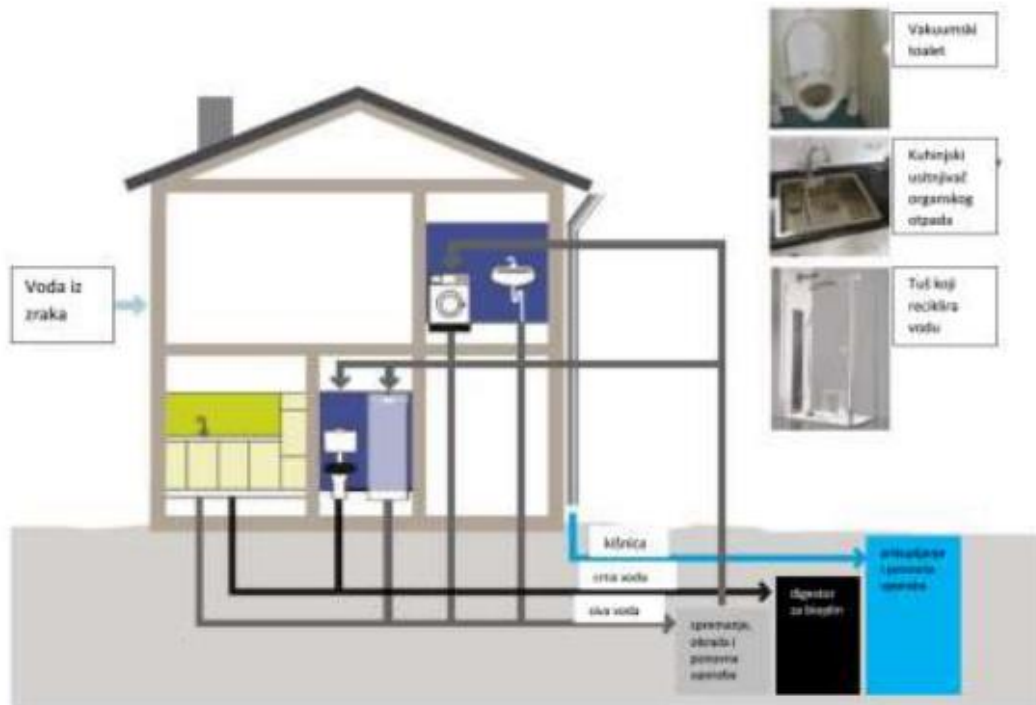 Vakuumski
toalet
Kuhinjski
usitnjivač
organskog
otpada
Voda iz
zraka
Tuš koji
reciklira
vodu
kišnica
crna voda
siva voda
prikupljanje
i ponovna
uporaba
digestor
za bioplin
spremanje,
obrada i
ponovna
uporaba